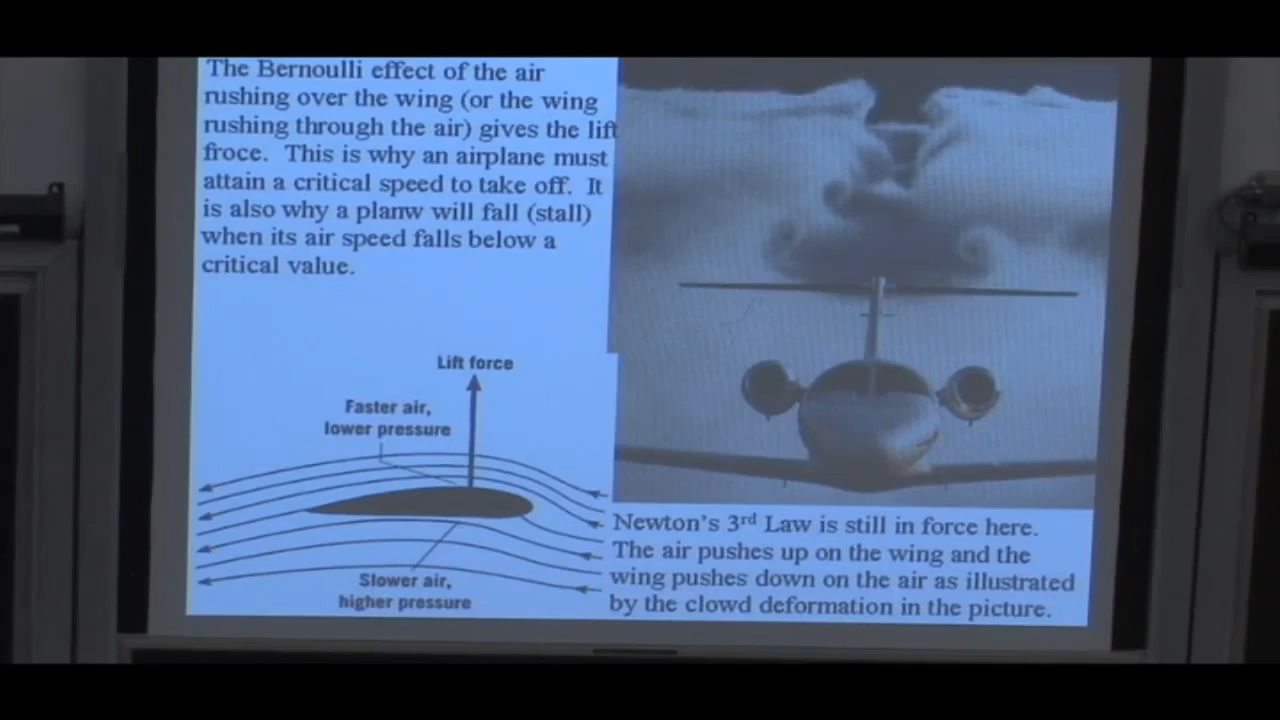 The Bernoulli effect of the air
rushing over the wing (or the wing
rushing through the air) gives the lift
froce. This is why an airplane must
attain a critical speed to take off. It
is also why a planw will fall (stall)
when its air speed falls below a
critical value.
Lift force
Faster air,
lower pressure
Slower air,
higher pressure
Newton's 3rd Law is still in force here.
The air pushes up on the wing and the
wing pushes down on the air as illustrated
by the clowd deformation in the picture.